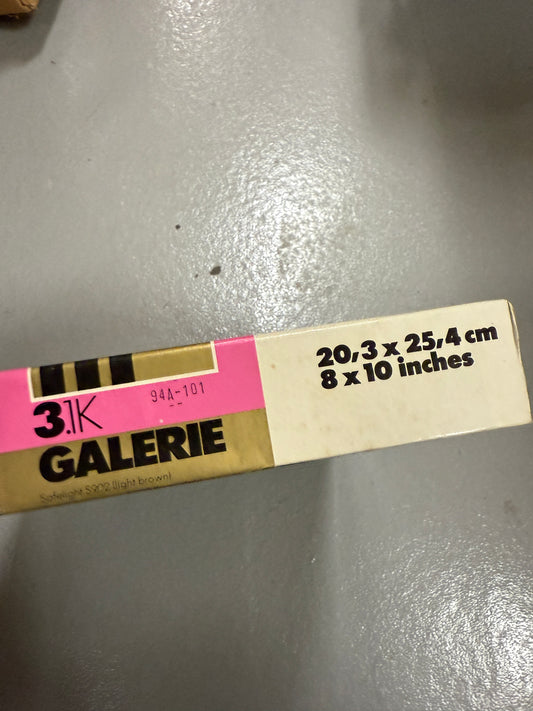 20,3 x 25,4 cm
8 x 10 inches
94A-101
--
3.1K
GALERIE
Safelight S902 (light brown)